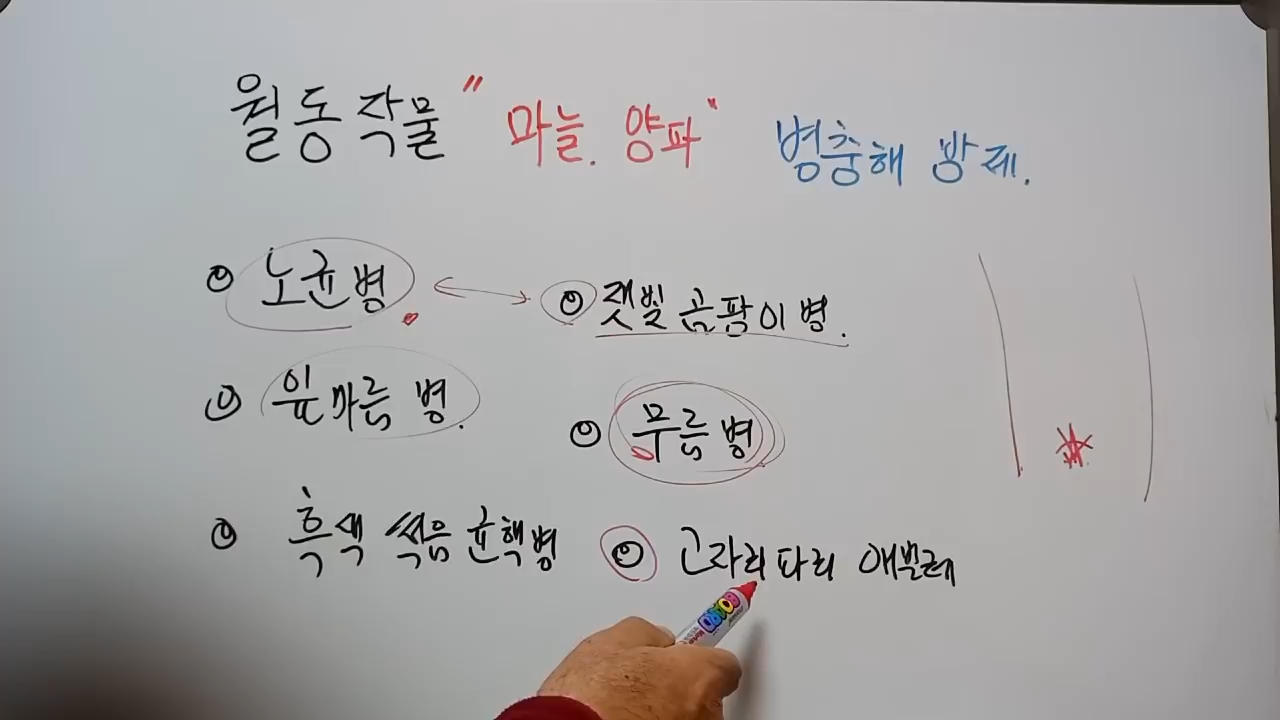 월동작물 "마늘. 양파" 병충해 방제.
노균병
잿빛곰팡이병.
잎마름병.
무름병
흑색 썩음 균핵병
고자리파리 애벌레
BOARD